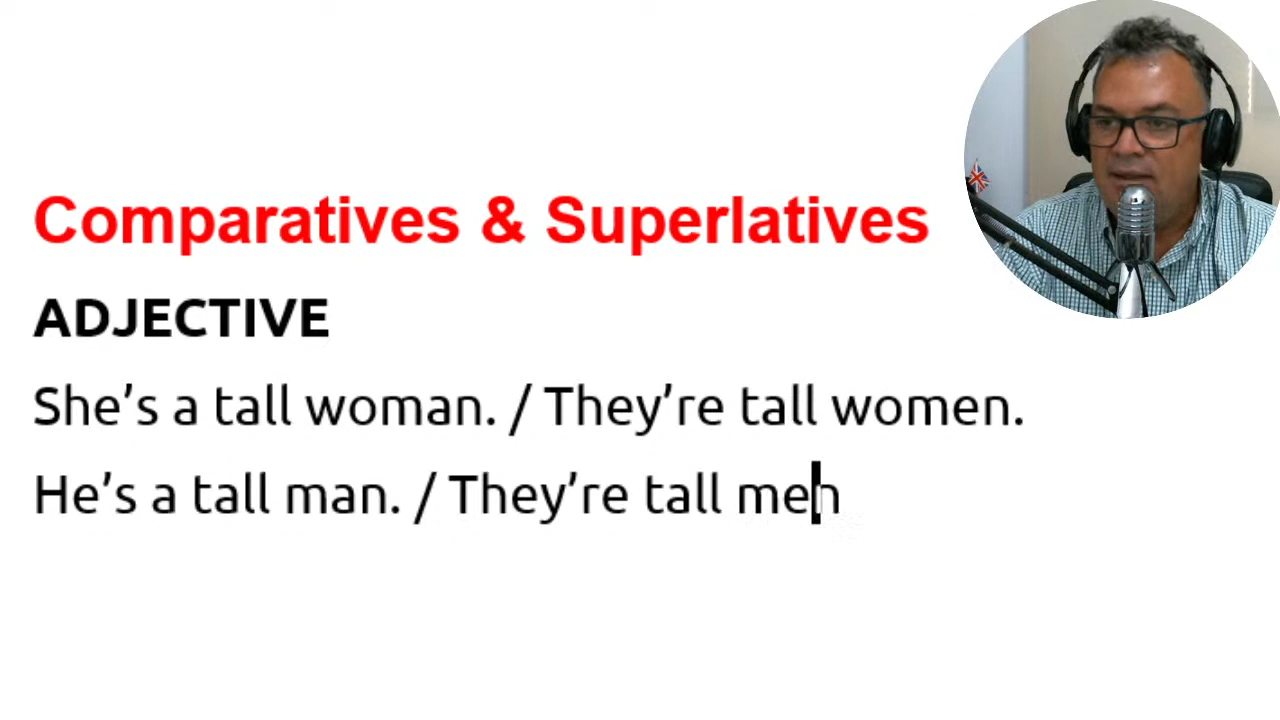 Comparatives & Superlatives
ADJECTIVE
She’s a tall woman. / They’re tall women.
He’s a tall man. / They’re tall men